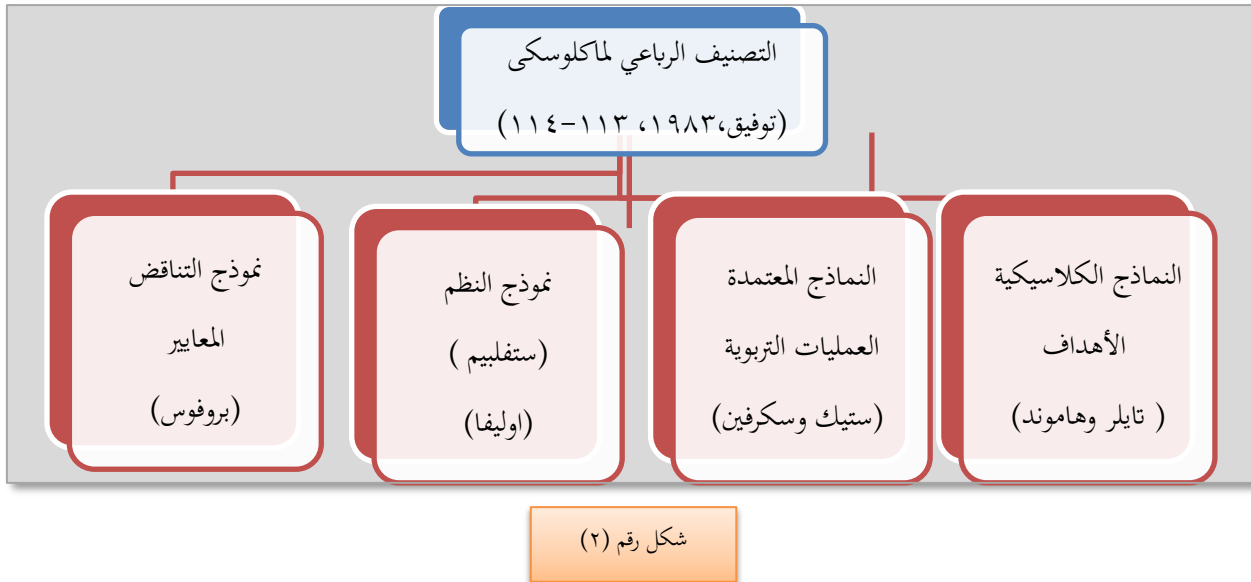 التصنيف الرباعي لماكلوسكى
(توفيق،١٩٨٣، ١١٣-١١٤)
النماذج الكلاسيكية
الأهداف
( تايلر وهاموند)
النماذج المعتمدة
العمليات التربوية
(ستيك وسكرفين)
نموذج النظم
(ستفلبيم )
(اوليفا)
نموذج التناقض
المعايير
(بروفوس)
شكل رقم (٢)